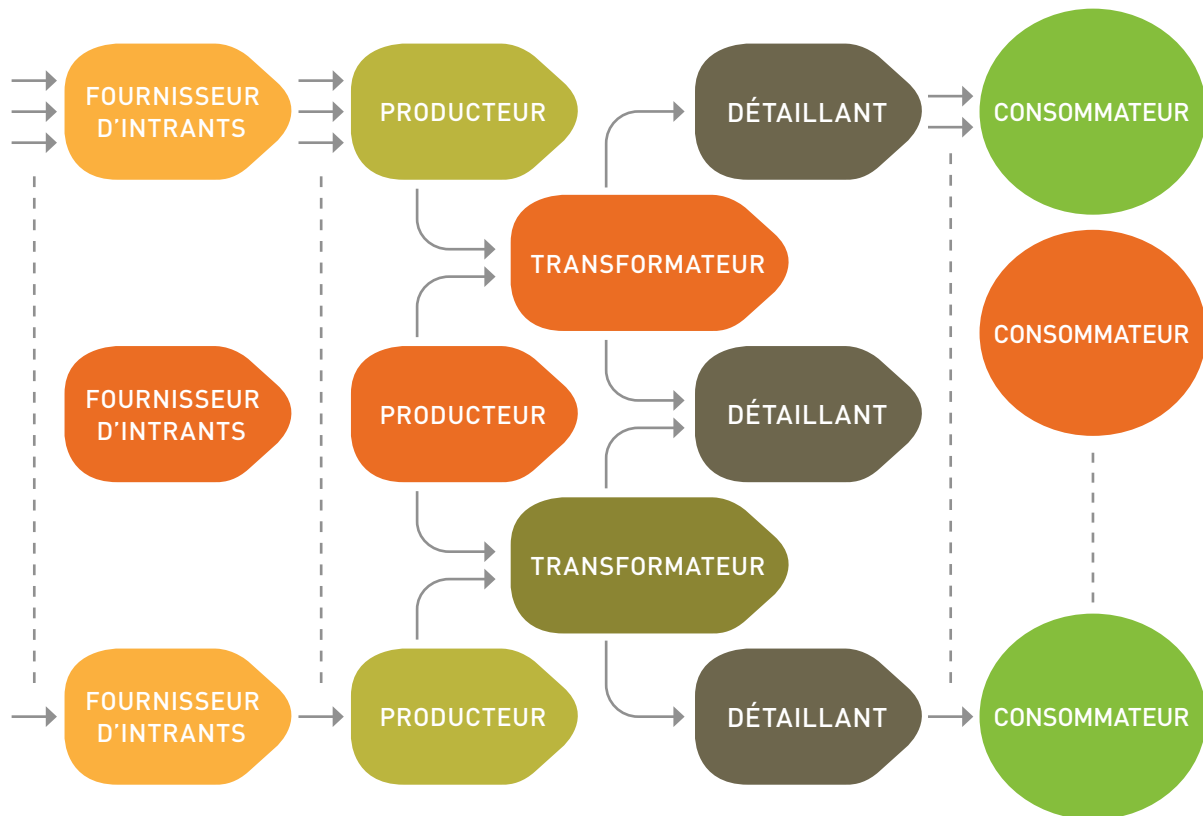 FOURNISSEUR
D'INTRANTS
PRODUCTEUR
DÉTAILLANT
CONSOMMATEUR
TRANSFORMATEUR
CONSOMMATEUR
FOURNISSEUR
D'INTRANTS
PRODUCTEUR
DÉTAILLANT
TRANSFORMATEUR
FOURNISSEUR
D'INTRANTS
PRODUCTEUR
DÉTAILLANT
CONSOMMATEUR